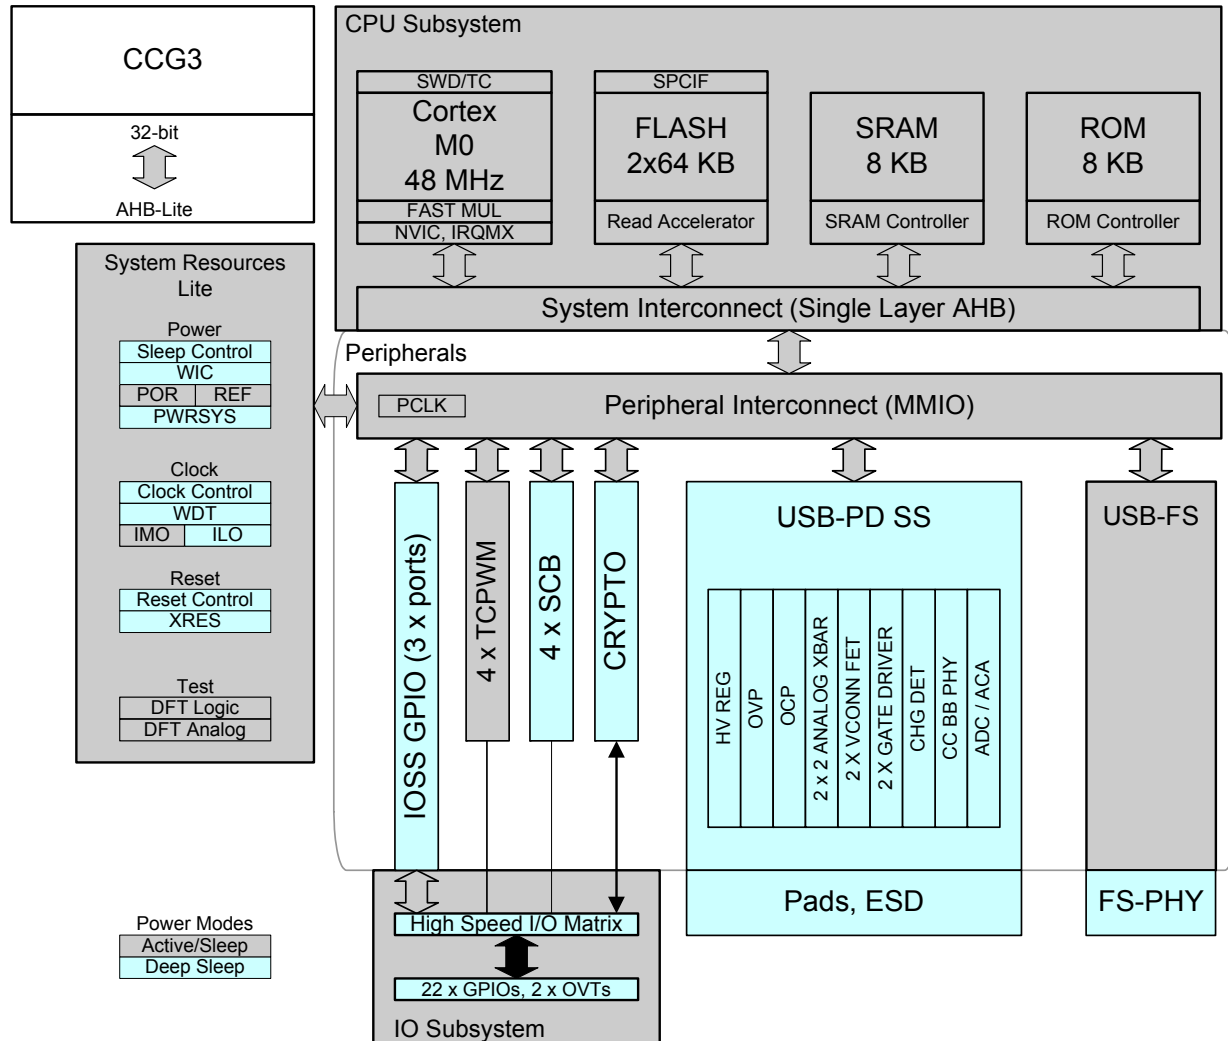 CCG3
32-bit
AHB-Lite
CPU Subsystem
SWD/TC
Cortex
M0
48 MHz
FAST MUL
NVIC, IRQMX
SPCIF
FLASH
2x64 KB
Read Accelerator
SRAM
8 KB
SRAM Controller
ROM
8 KB
ROM Controller
System Interconnect (Single Layer AHB)
System Resources
Lite
Power
Sleep Control
WIC
POR REF
PWRSYS
Clock
Clock Control
WDT
IMO ILO
Reset
Reset Control
XRES
Test
DFT Logic
DFT Analog
Peripherals
PCLK
Peripheral Interconnect (MMIO)
IOSS GPIO (3 x ports)
4 x TCPWM
4 x SCB
CRYPTO
USB-PD SS
HV REG
OVP
OCP
2 x 2 ANALOG XBAR
2 X VCONN FET
2 X GATE DRIVER
CHG DET
CC BB PHY
ADC / ACA
Pads, ESD
USB-FS
FS-PHY
High Speed I/O Matrix
22 x GPIOs, 2 x OVTs
IO Subsystem
Power Modes
Active/Sleep
Deep Sleep